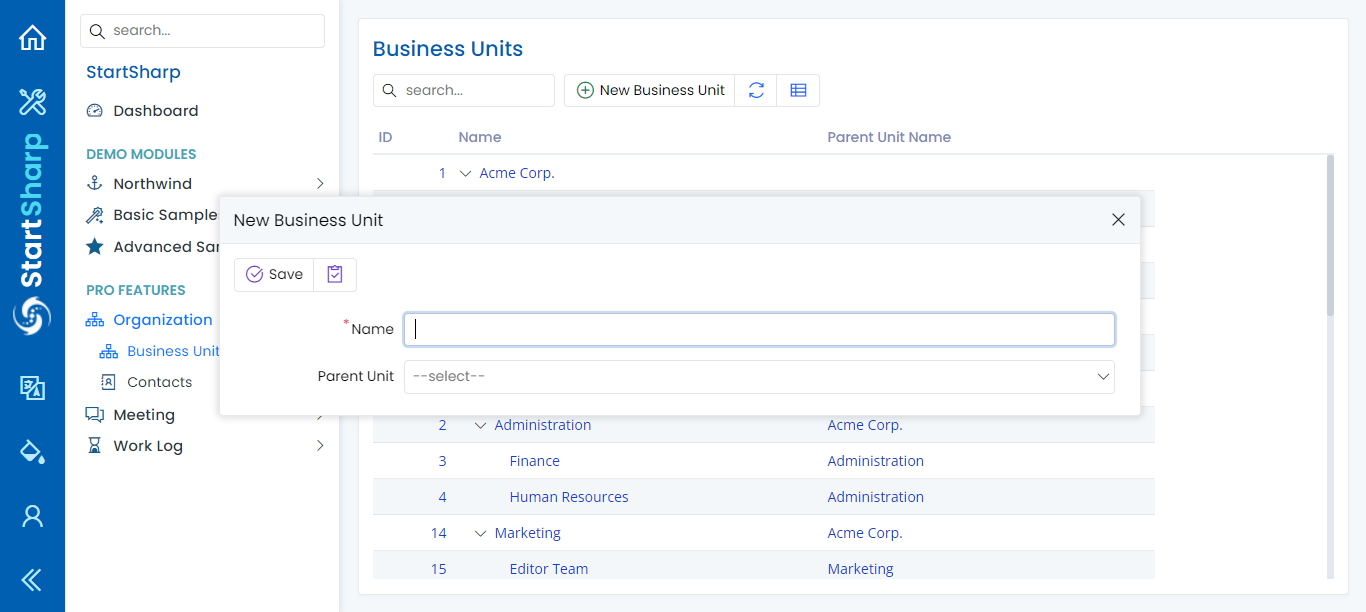 StartSharp
search...
StartSharp
Dashboard
DEMO MODULES
Northwind
Basic Sample
Advanced Sa
PRO FEATURES
Organization
Business Unit
Contacts
Meeting
Work Log
Business Units
search...
New Business Unit
ID Name Parent Unit Name
1 Acme Corp.
New Business Unit
Save
*Name
Parent Unit --select--
2 Administration Acme Corp.
3 Finance Administration
4 Human Resources Administration
14 Marketing Acme Corp.
15 Editor Team Marketing